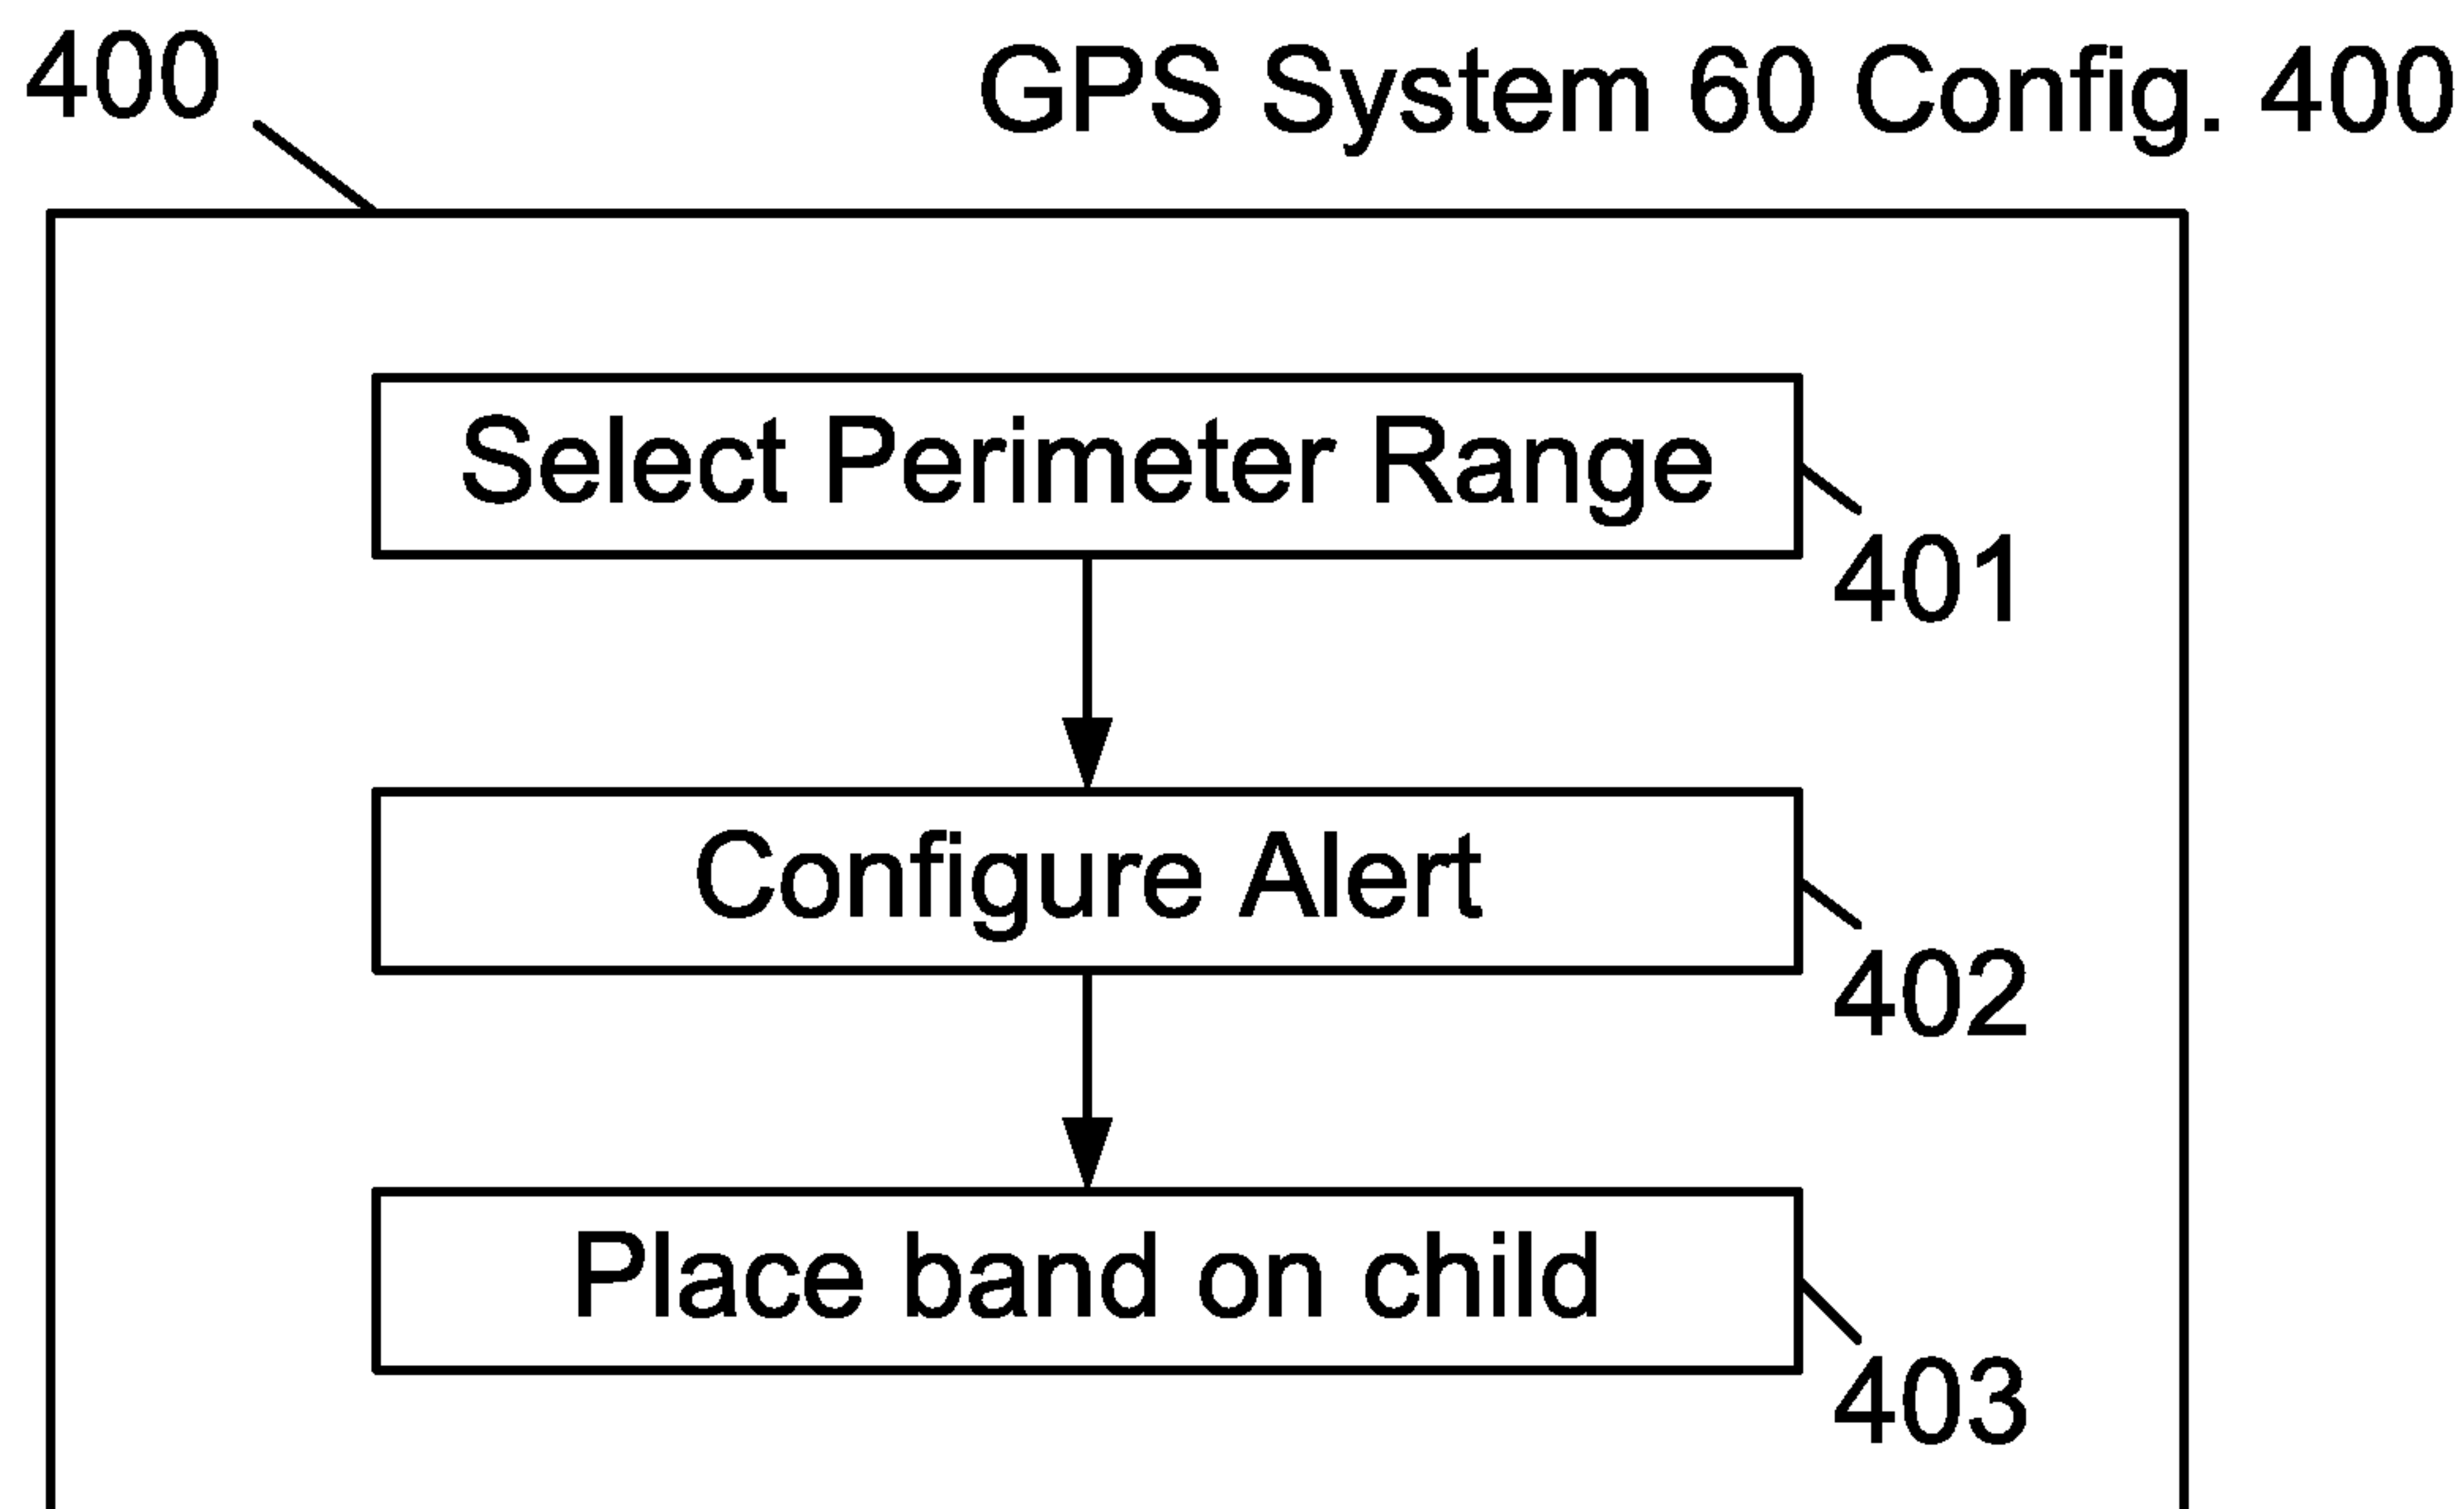 400
GPS System 60 Config. 400
Select Perimeter Range
401
Configure Alert
402
Place band on child
403